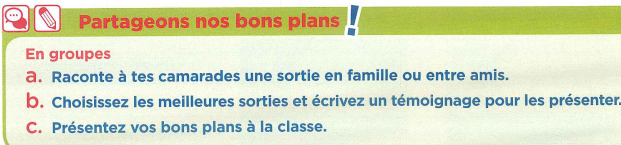 Partageons nos bons plans !
En groupes
a. Raconte à tes camarades une sortie en famille ou entre amis.
b. Choisissez les meilleures sorties et écrivez un témoignage pour les présenter.
c. Présentez vos bons plans à la classe.